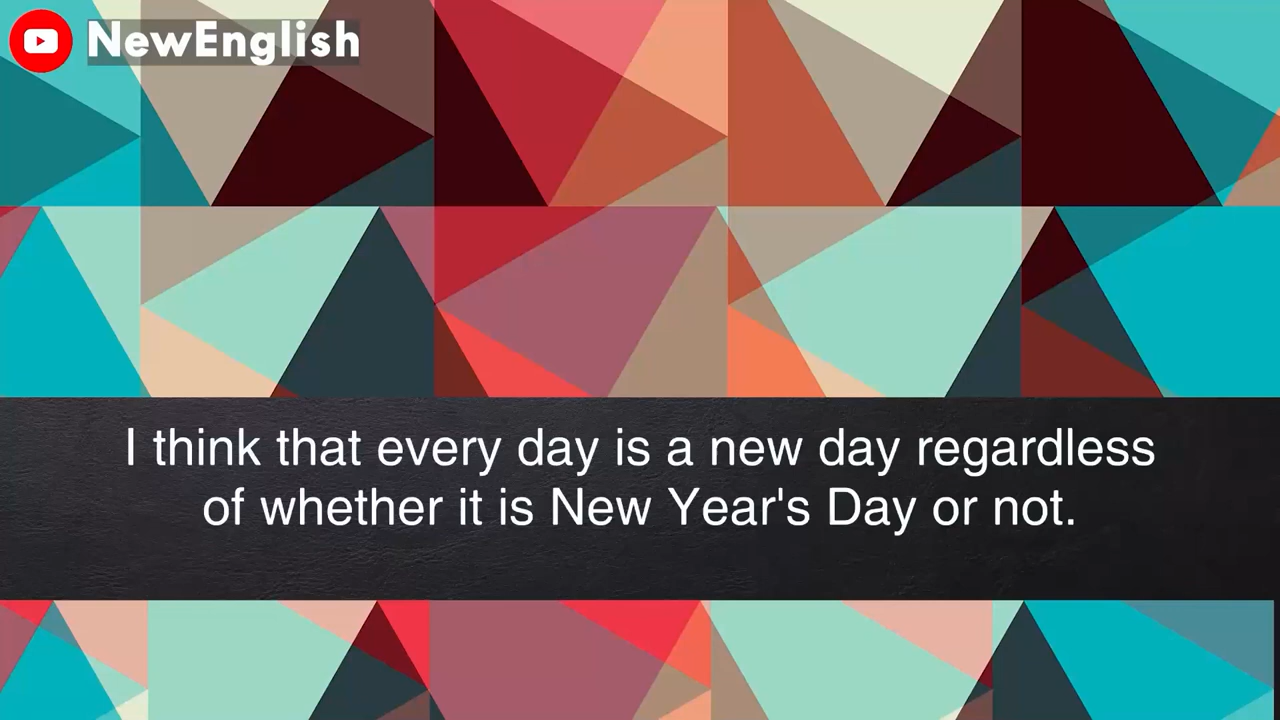 NewEnglish
I think that every day is a new day regardless
of whether it is New Year's Day or not.